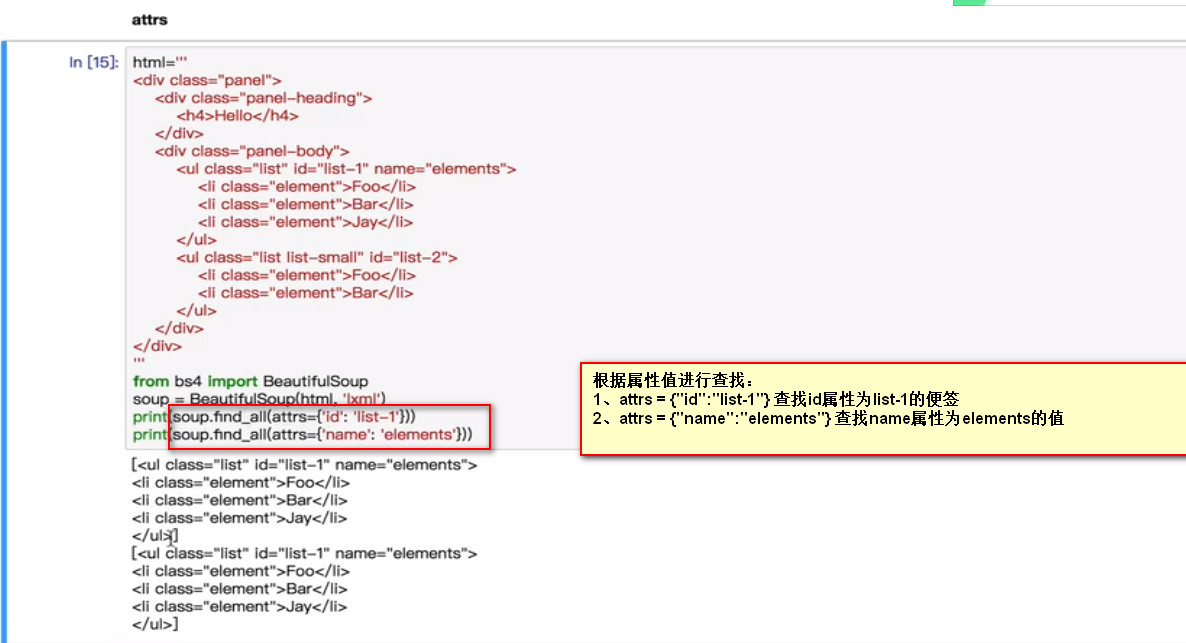 attrs
In [15]:
html='''
<div class="panel">
<div class="panel-heading">
<h4>Hello</h4>
</div>
<div class="panel-body">
<ul class="list" id="list-1" name="elements">
<li class="element">Foo</li>
<li class="element">Bar</li>
<li class="element">Jay</li>
</ul>
<ul class="list list-small" id="list-2">
<li class="element">Foo</li>
<li class="element">Bar</li>
</ul>
</div>
</div>
'''
from bs4 import BeautifulSoup
soup = BeautifulSoup(html, 'lxml')
print(soup.find_all(attrs={'id': 'list-1'}))
print(soup.find_all(attrs={'name': 'elements'}))
根据属性值进行查找：
1、attrs = {"id":"list-1"} 查找id属性为list-1的便签
2、attrs = {"name":"elements"} 查找name属性为elements的值
[<ul class="list" id="list-1" name="elements">
<li class="element">Foo</li>
<li class="element">Bar</li>
<li class="element">Jay</li>
</ul>]
[<ul class="list" id="list-1" name="elements">
<li class="element">Foo</li>
<li class="element">Bar</li>
<li class="element">Jay</li>
</ul>]